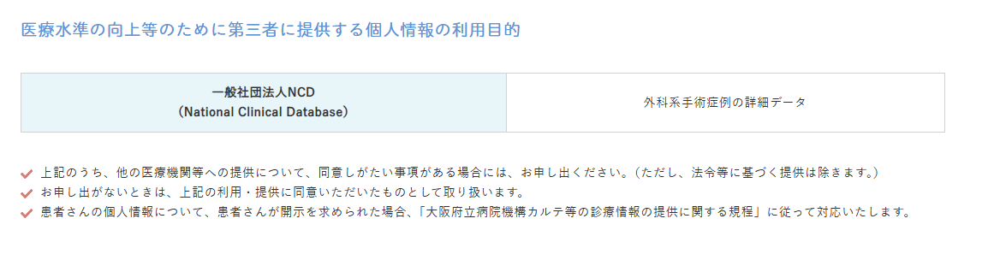 医療水準の向上等のために第三者に提供する個人情報の利用目的
一般社団法人NCD
（National Clinical Database）
外科系手術症例の詳細データ
上記のうち、他の医療機関等への提供について、同意しがたい事項がある場合には、お申し出ください。（ただし、法令等に基づく提供は除きます。）
お申し出がないときは、上記の利用・提供に同意いただいたものとして取り扱います。
患者さんの個人情報について、患者さんが開示を求められた場合、「大阪府立病院機構カルテ等の診療情報の提供に関する規程」に従って対応いたします。